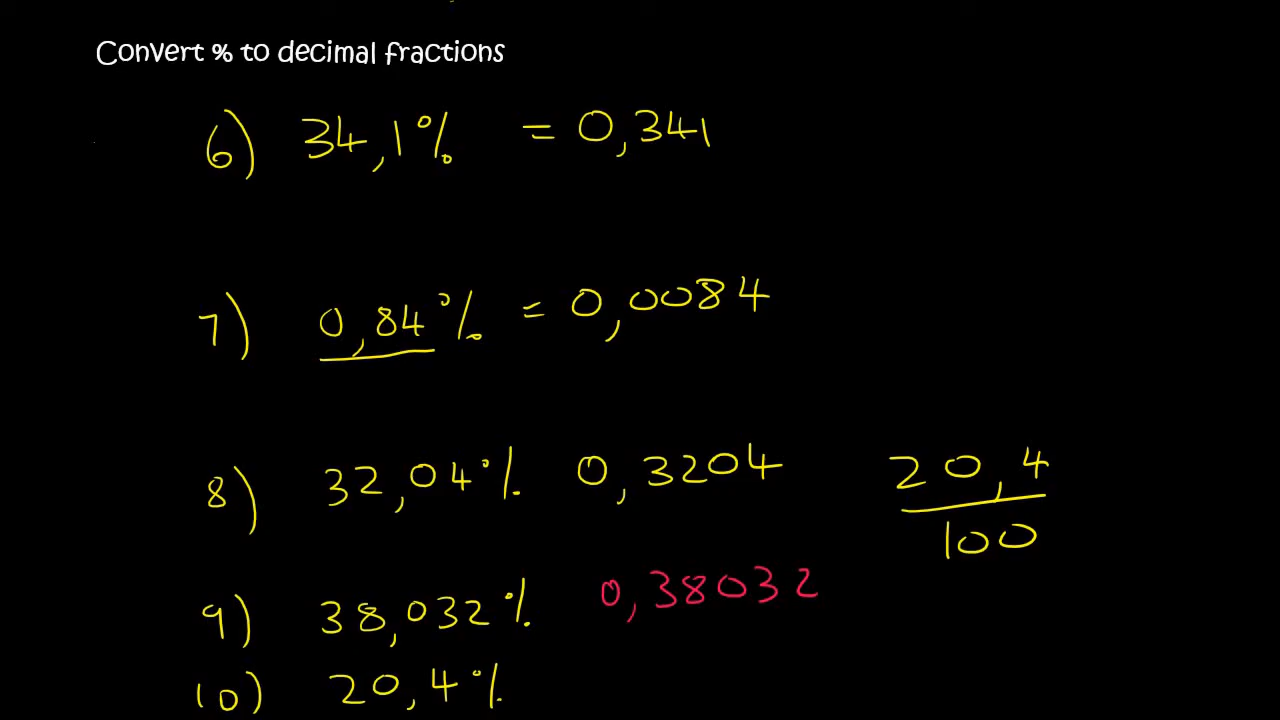 Convert % to decimal fractions
6) 34,1% = 0,341
7) 0,84% = 0,0084
8) 32,04% 0,3204
20,4
100
9) 38,032% 0,38032
10) 20,4%